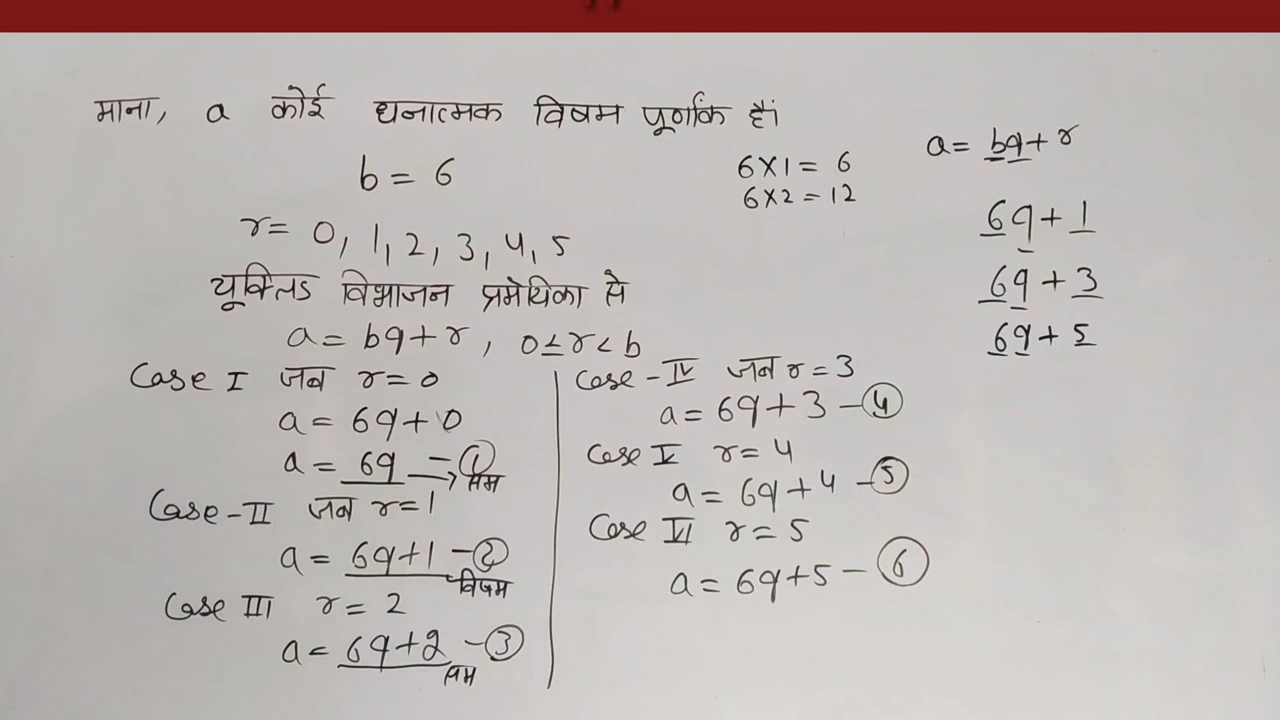 माना, a कोई धनात्मक विषम पूर्णांक है।
b = 6
6×1 = 6
6×2 = 12
a = bq + r
6q + 1
6q + 3
6q + 5
r = 0, 1, 2, 3, 4, 5
यूक्लिड विभाजन प्रमेयिका से
a = bq + r , 0 ≤ r < b
Case I जब r = 0
a = 6q + 0
a = 6q — ① → सम
Case - II जब r = 1
a = 6q + 1 — ② विषम
Case III r = 2
a = 6q + 2 — ③ सम
Case - IV जब r = 3
a = 6q + 3 — ④
Case V r = 4
a = 6q + 4 — ⑤
Case VI r = 5
a = 6q + 5 — ⑥